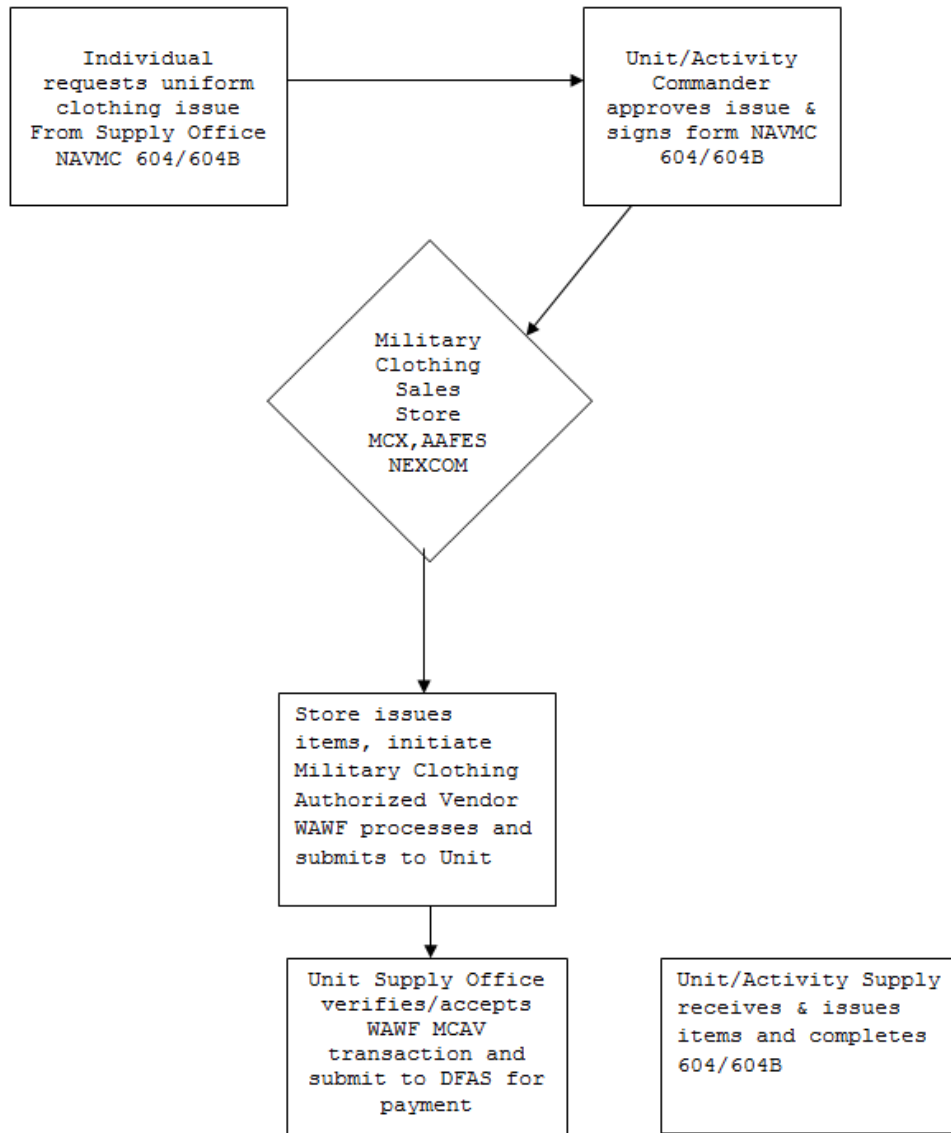 Individual
requests uniform
clothing issue
From Supply Office
NAVMC 604/604B
Unit/Activity
Commander
approves issue &
signs form NAVMC
604/604B
Military
Clothing
Sales
Store
MCX,AAFES
NEXCOM
Store issues
items, initiate
Military Clothing
Authorized Vendor
WAWF processes and
submits to Unit
Unit Supply Office
verifies/accepts
WAWF MCAV
transaction and
submit to DFAS for
payment
Unit/Activity Supply
receives & issues
items and completes
604/604B